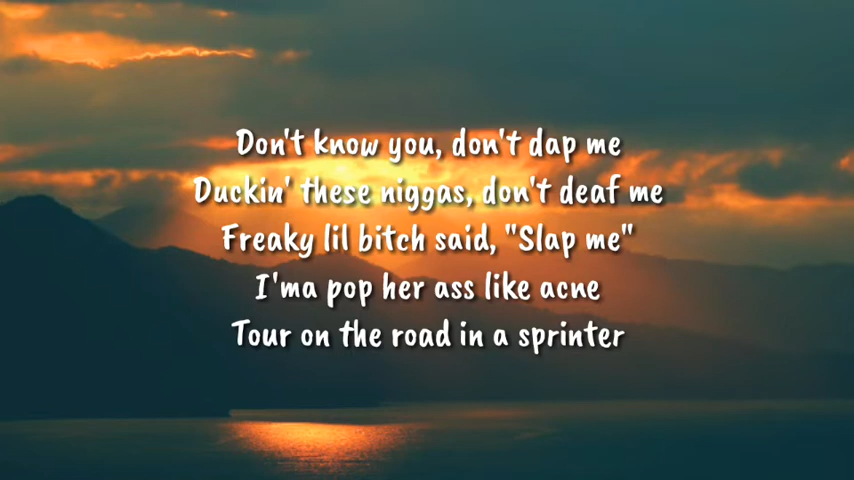 Don't know you, don't dap me
Duckin' these niggas, don't deaf me
Freaky lil bitch said, "Slap me"
I'ma pop her ass like acne
Tour on the road in a sprinter